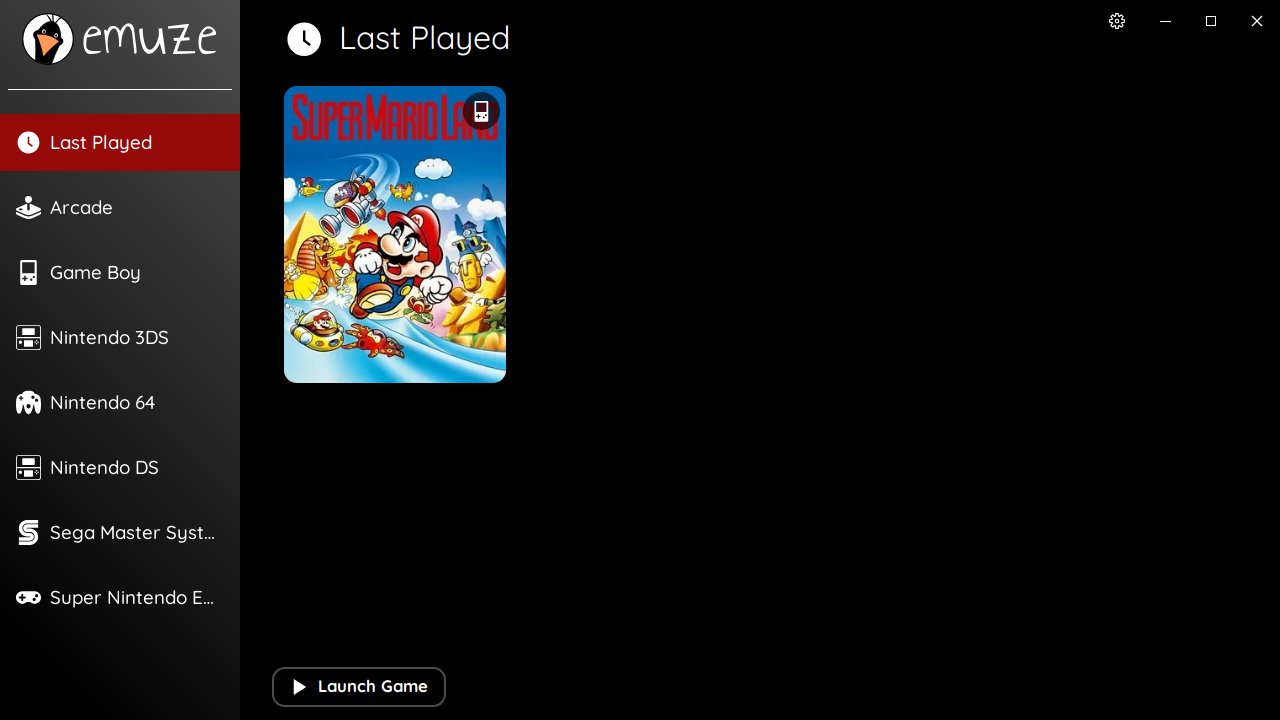 emuze
Last Played
Arcade
Game Boy
Nintendo 3DS
Nintendo 64
Nintendo DS
Sega Master Syst...
Super Nintendo E...
Last Played
SUPER MARIO LAND
Launch Game